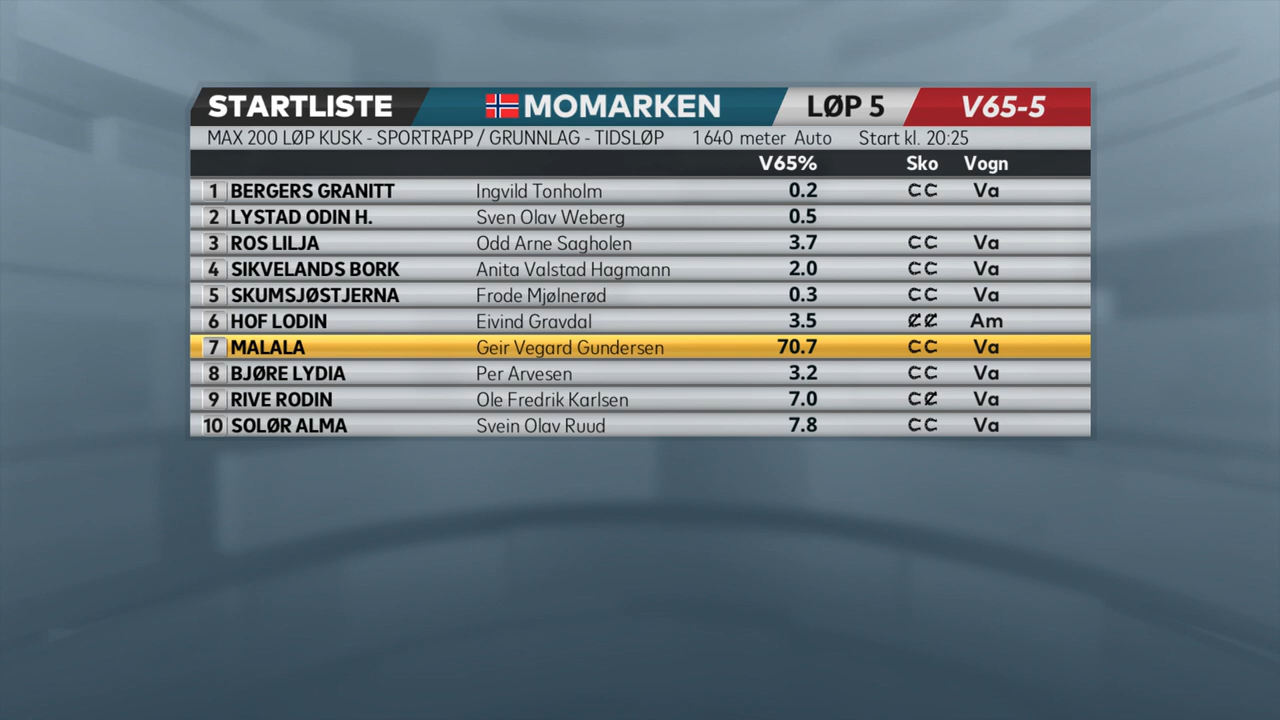 STARTLISTE MOMARKEN LØP 5 V65-5
MAX 200 LØP KUSK - SPORTRAPP / GRUNNLAG - TIDSLØP 1640 meter Auto Start kl. 20:25
V65% Sko Vogn
1 BERGERS GRANITT Ingvild Tonholm 0.2 C C Va
2 LYSTAD ODIN H. Sven Olav Weberg 0.5
3 ROS LILJA Odd Arne Sagholen 3.7 C C Va
4 SIKVELANDS BORK Anita Valstad Hagmann 2.0 C C Va
5 SKUMSJØSTJERNA Frode Mjølnerød 0.3 C C Va
6 HOF LODIN Eivind Gravdal 3.5 Ȼ Ȼ Am
7 MALALA Geir Vegard Gundersen 70.7 C C Va
8 BJØRE LYDIA Per Arvesen 3.2 C C Va
9 RIVE RODIN Ole Fredrik Karlsen 7.0 C Ȼ Va
10 SOLØR ALMA Svein Olav Ruud 7.8 C C Va